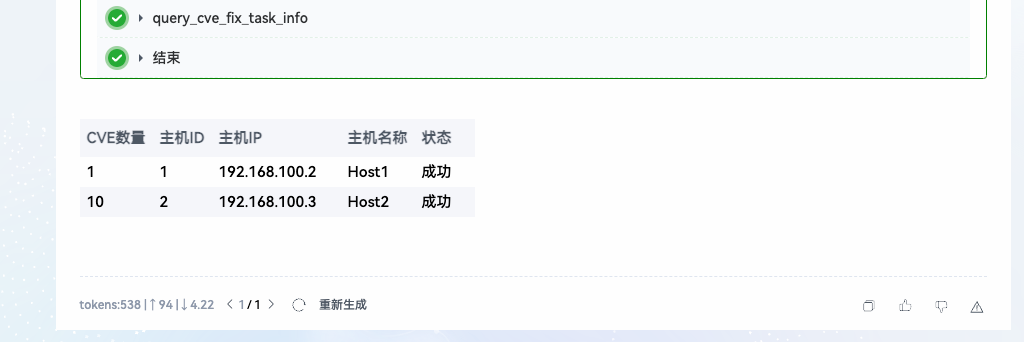 query_cve_fix_task_info
结束
CVE数量 主机ID 主机IP 主机名称 状态
1 1 192.168.100.2 Host1 成功
10 2 192.168.100.3 Host2 成功
tokens:538 | ↑ 94 | ↓ 4.22 < 1 / 1 > 重新生成